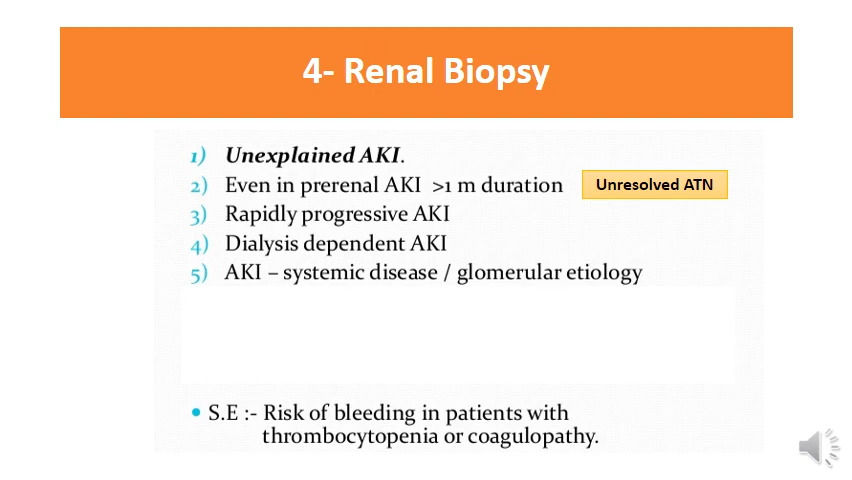 4- Renal Biopsy
1) Unexplained AKI.
2) Even in prerenal AKI >1 m duration
Unresolved ATN
3) Rapidly progressive AKI
4) Dialysis dependent AKI
5) AKI – systemic disease / glomerular etiology
• S.E :- Risk of bleeding in patients with
thrombocytopenia or coagulopathy.